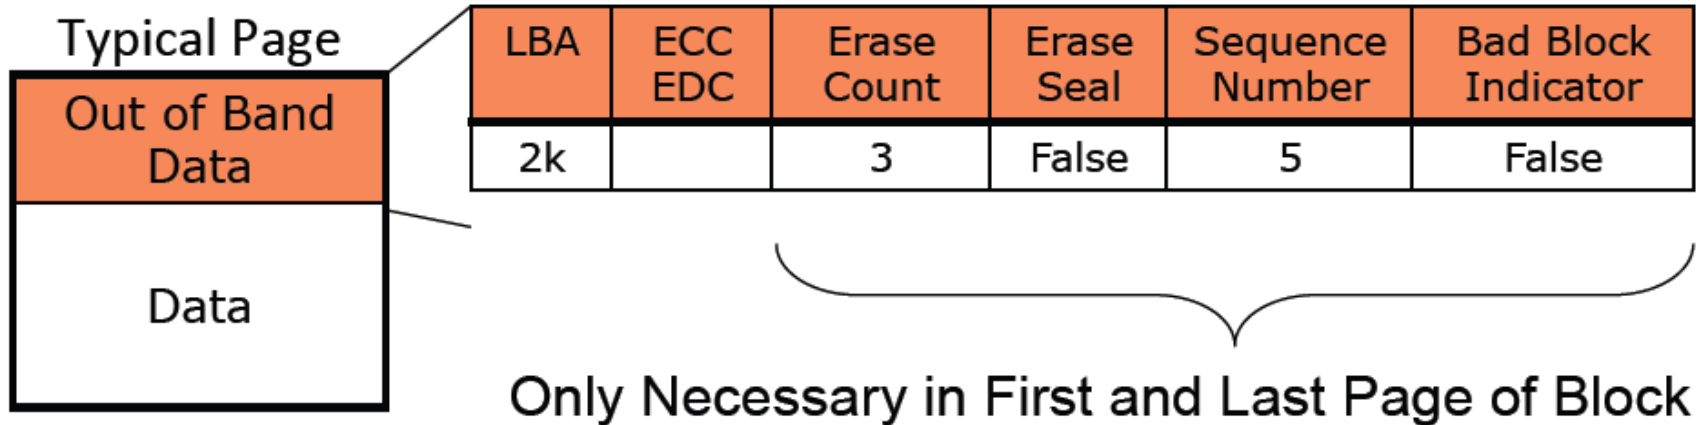 Typical Page
Out of Band
Data
Data
LBA ECC Erase Erase Sequence Bad Block
EDC Count Seal Number Indicator
2k 3 False 5 False
Only Necessary in First and Last Page of Block